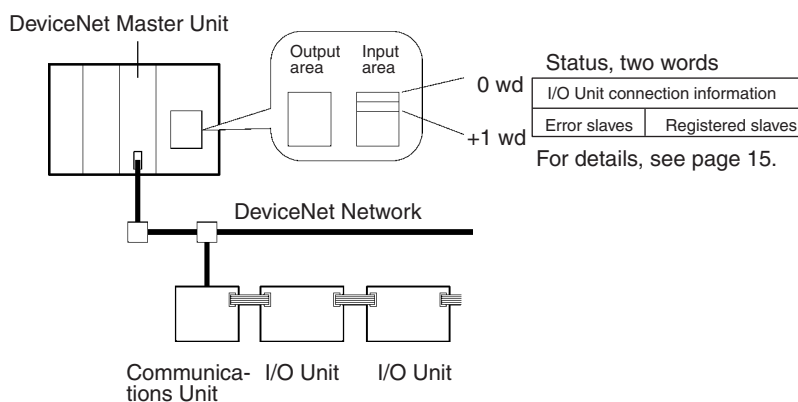 DeviceNet Master Unit
Output area
Input area
0 wd
+1 wd
Status, two words
I/O Unit connection information
Error slaves
Registered slaves
For details, see page 15.
DeviceNet Network
Communica-
tions Unit
I/O Unit
I/O Unit